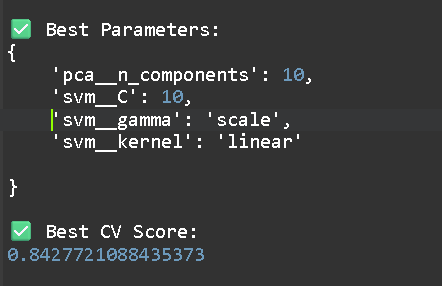 ✅ Best Parameters:
{
    'pca__n_components': 10,
    'svm__C': 10,
    'svm__gamma': 'scale',
    'svm__kernel': 'linear'
}
✅ Best CV Score:
0.8427721088435373